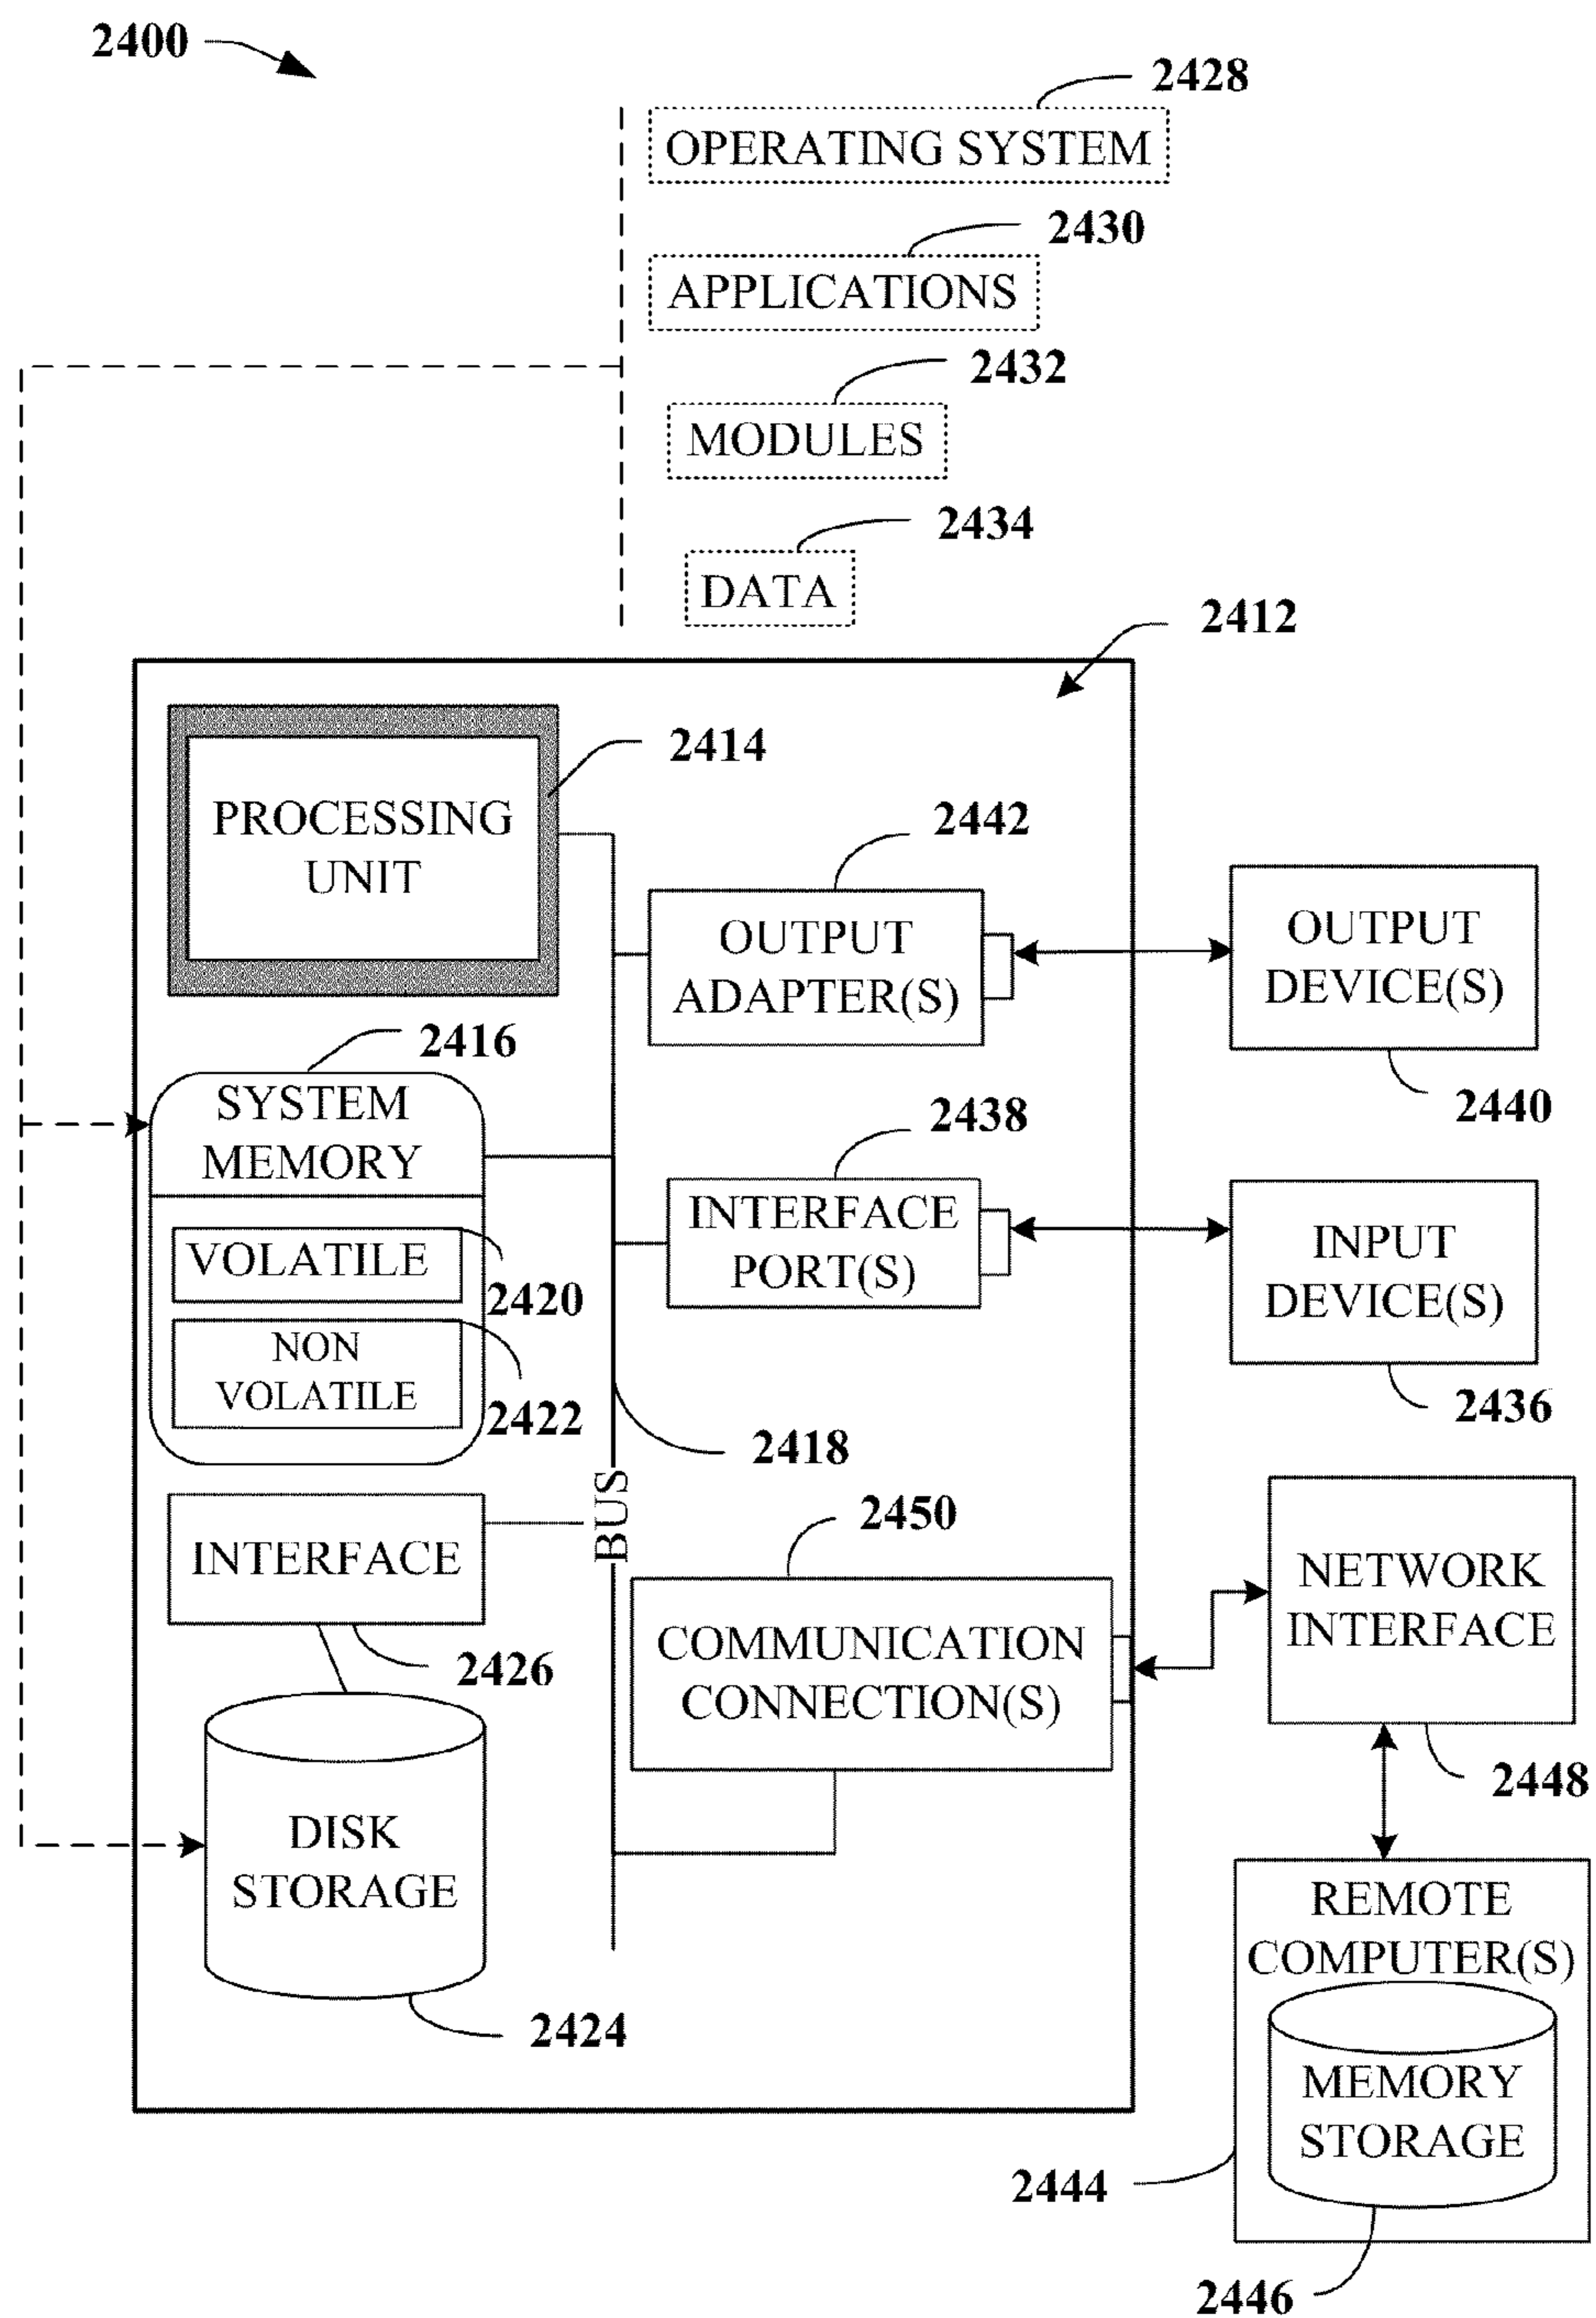 2400
2428
OPERATING SYSTEM
2430
APPLICATIONS
2432
MODULES
2434
DATA
2412
2414
PROCESSING
UNIT
2442
OUTPUT
ADAPTER(S)
OUTPUT
DEVICE(S)
2440
2416
SYSTEM
MEMORY
VOLATILE
2420
NON
VOLATILE
2422
2438
INTERFACE
PORT(S)
INPUT
DEVICE(S)
2436
2418
BUS
INTERFACE
2426
2450
COMMUNICATION
CONNECTION(S)
NETWORK
INTERFACE
2448
DISK
STORAGE
2424
REMOTE
COMPUTER(S)
MEMORY
STORAGE
2444
2446